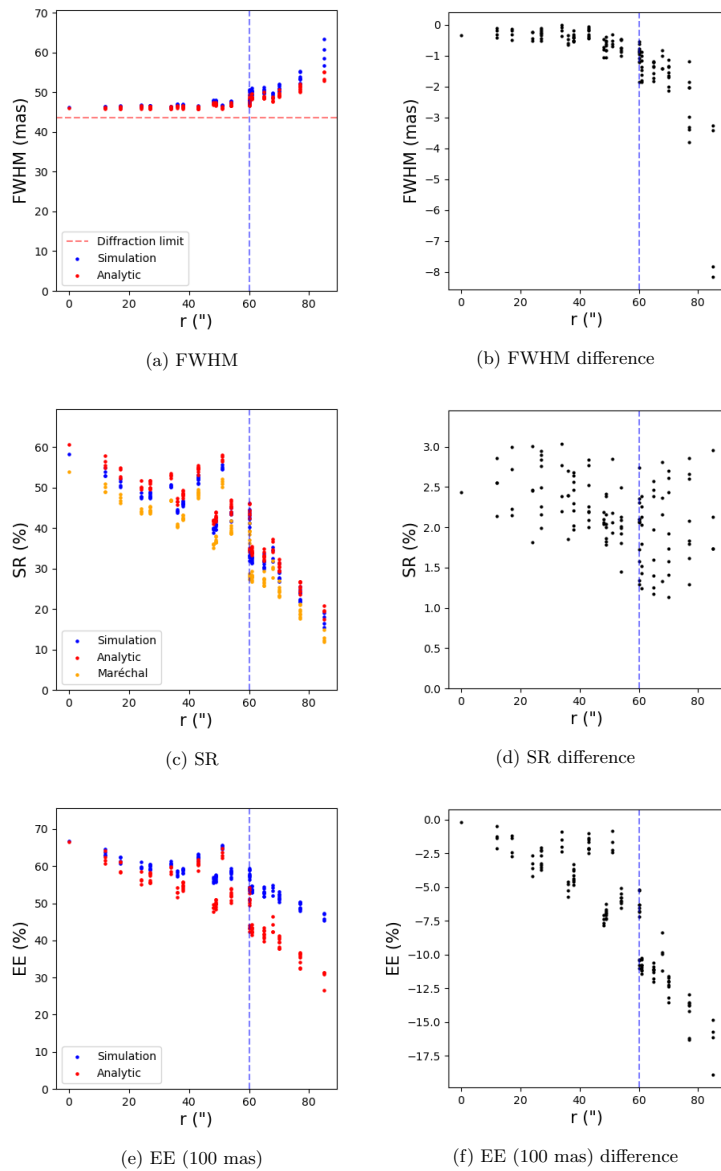 70
60
50
40
30
20
10
0
FWHM (mas)
Diffraction limit
Simulation
Analytic
0 20 40 60 80
r (")
(a) FWHM
0
−1
−2
−3
−4
−5
−6
−7
−8
FWHM (mas)
0 20 40 60 80
r (")
(b) FWHM difference
60
50
40
30
20
10
0
SR (%)
Simulation
Analytic
Maréchal
0 20 40 60 80
r (")
(c) SR
3.0
2.5
2.0
1.5
1.0
0.5
0.0
SR (%)
0 20 40 60 80
r (")
(d) SR difference
70
60
50
40
30
20
10
0
EE (%)
Simulation
Analytic
0 20 40 60 80
r (")
(e) EE (100 mas)
0.0
−2.5
−5.0
−7.5
−10.0
−12.5
−15.0
−17.5
EE (%)
0 20 40 60 80
r (")
(f) EE (100 mas) difference